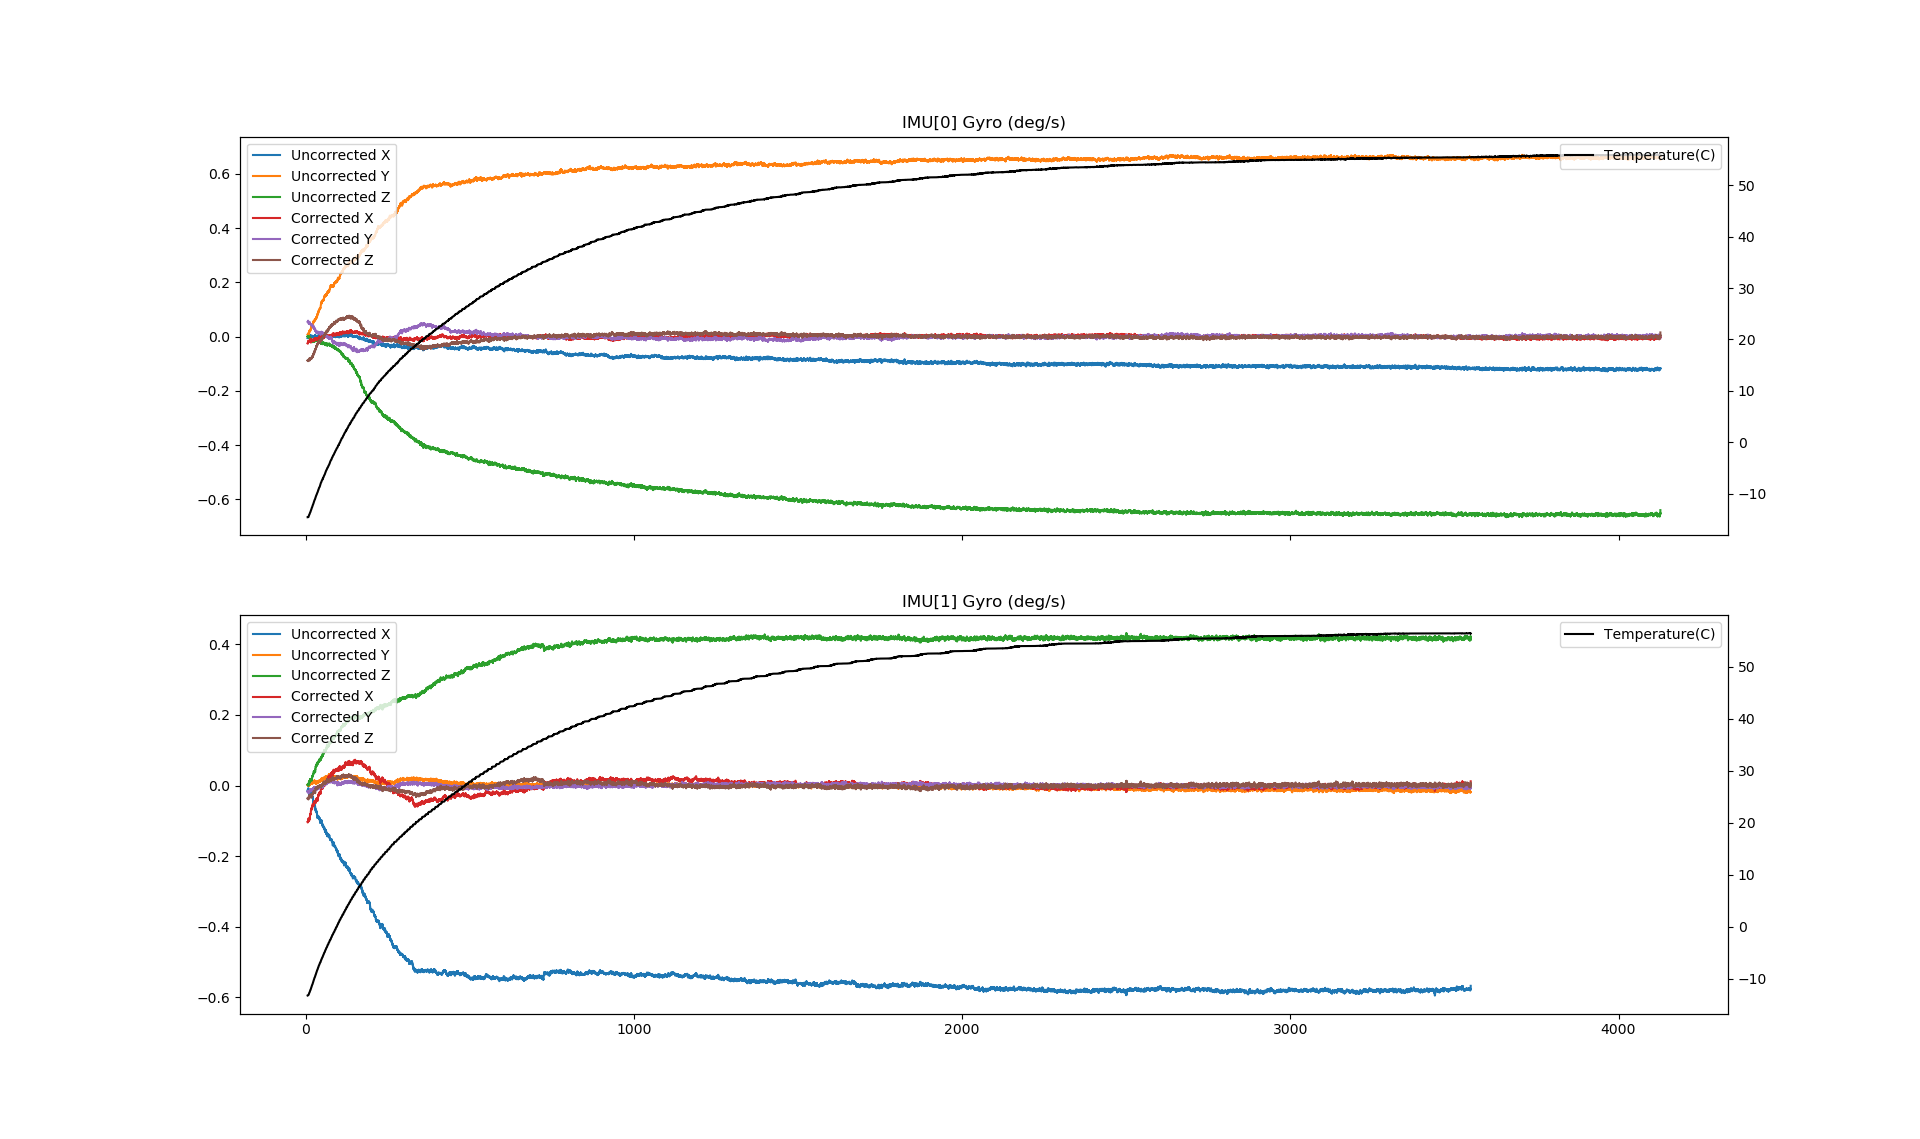 IMU[0] Gyro (deg/s)
Uncorrected X
Uncorrected Y
Uncorrected Z
Corrected X
Corrected Y
Corrected Z
Temperature(C)
0.6
0.4
0.2
0.0
−0.2
−0.4
−0.6
50
40
30
20
10
0
−10
IMU[1] Gyro (deg/s)
Uncorrected X
Uncorrected Y
Uncorrected Z
Corrected X
Corrected Y
Corrected Z
Temperature(C)
0.4
0.2
0.0
−0.2
−0.4
−0.6
50
40
30
20
10
0
−10
0 1000 2000 3000 4000